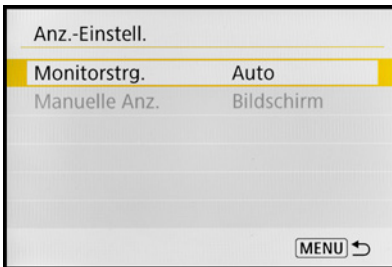 Anz.-Einstell.
Monitorstrg. Auto
Manuelle Anz. Bildschirm
MENU